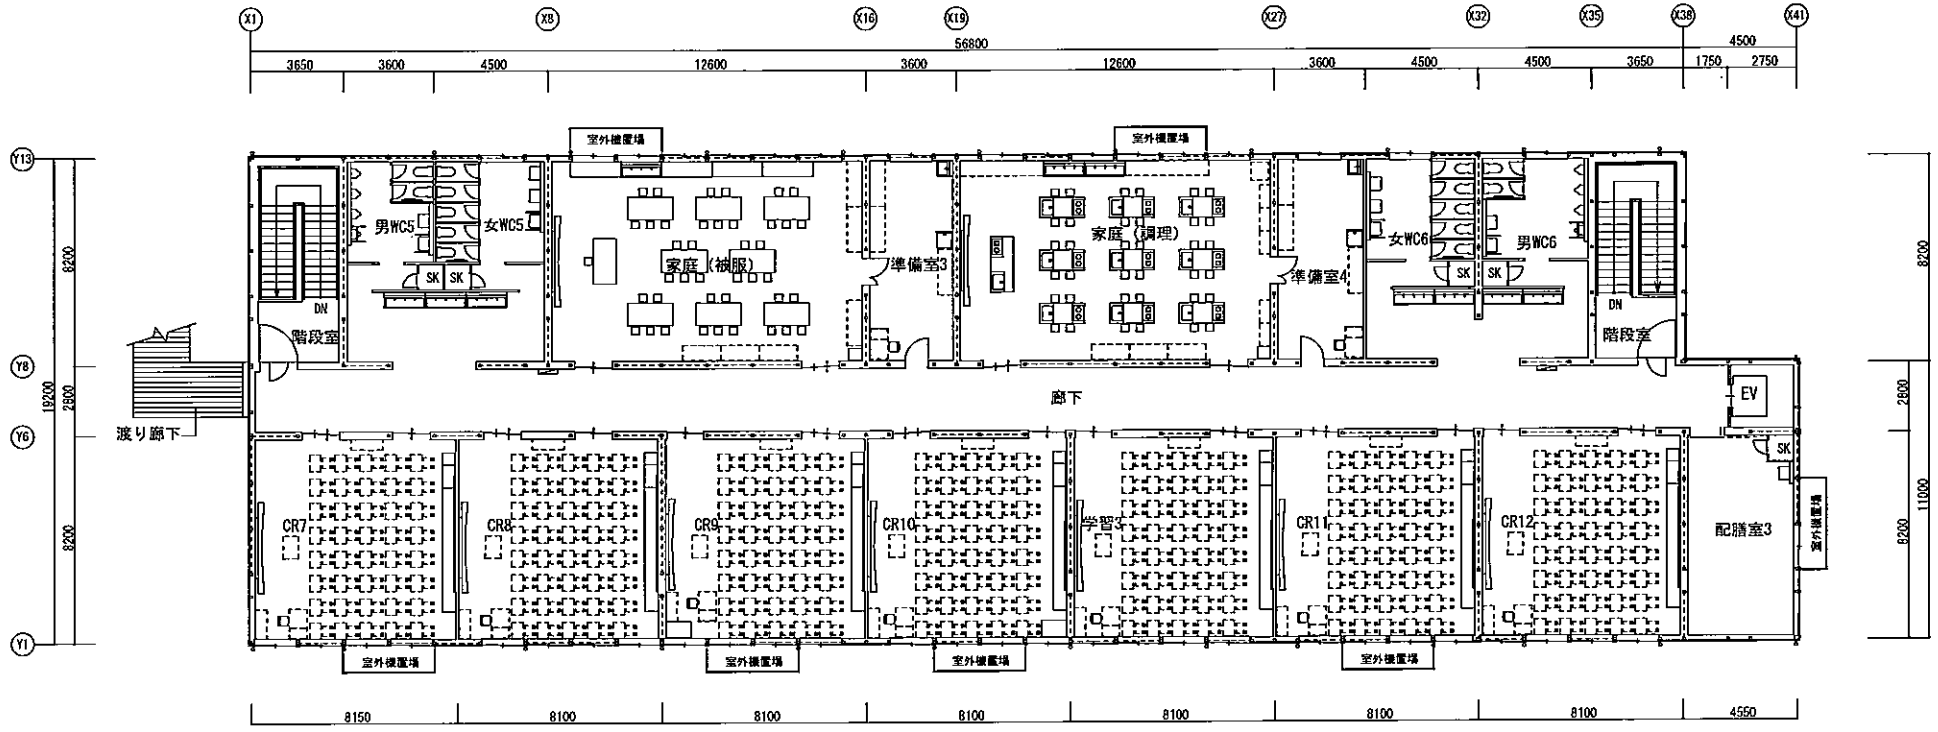 X1 X8 X16 X19 X27 X32 X35 X38 X41
56800 4500
3650 3600 4500 12600 3600 12600 3600 4500 4500 3650 1750 2750
室外機置場 室外機置場
Y13
男WC5 女WC5 家庭（被服） 準備室3 家庭（調理） 準備室4 女WC6 男WC6
8200 8200
SK SK SK SK
DN DN
階段室 階段室
Y8
19200 2800 廊下 EV 2800
渡り廊下
Y6
SK
CR7 CR8 CR9 CR10 学習3 CR11 CR12 配膳室3
8200 8200 11000
室外機置場
Y1
室外機置場 室外機置場 室外機置場 室外機置場
8150 8100 8100 8100 8100 8100 8100 4550